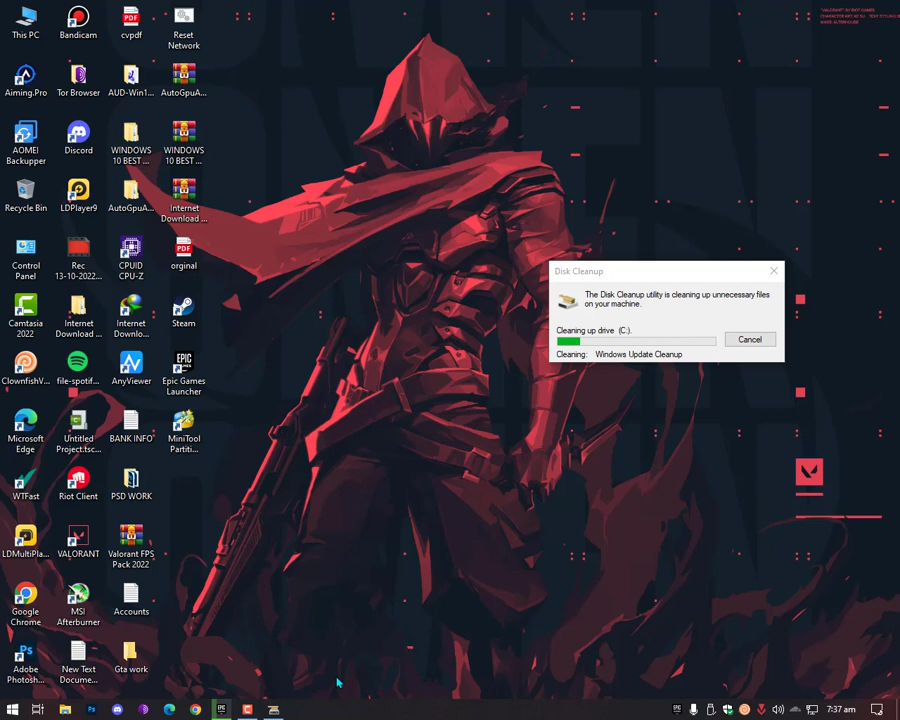 This PC
Bandicam
cvpdf
Reset
Network
Aiming.Pro
Tor Browser
AUD-Win1...
AutoGpuA...
AOMEI
Backupper
Discord
WINDOWS
10 BEST ...
WINDOWS
10 BEST ...
Recycle Bin
LDPlayer9
AutoGpuA...
Internet
Download ...
Control
Panel
Rec
13-10-2022...
CPUID
CPU-Z
orginal
Camtasia
2022
Internet
Download ...
Internet
Downlo...
Steam
ClownfishV...
file-spotif...
AnyViewer
Epic Games
Launcher
Microsoft
Edge
Untitled
Project.tsc...
BANK INFO
MiniTool
Partiti...
WTFast
Riot Client
PSD WORK
LDMultiPla...
VALORANT
Valorant FPS
Pack 2022
Google
Chrome
MSI
Afterburner
Accounts
Adobe
Photosh...
New Text
Docume...
Gta work
Disk Cleanup
The Disk Cleanup utility is cleaning up unnecessary files
on your machine.
Cleaning up drive (C:).
Cancel
Cleaning: Windows Update Cleanup
7:37 am